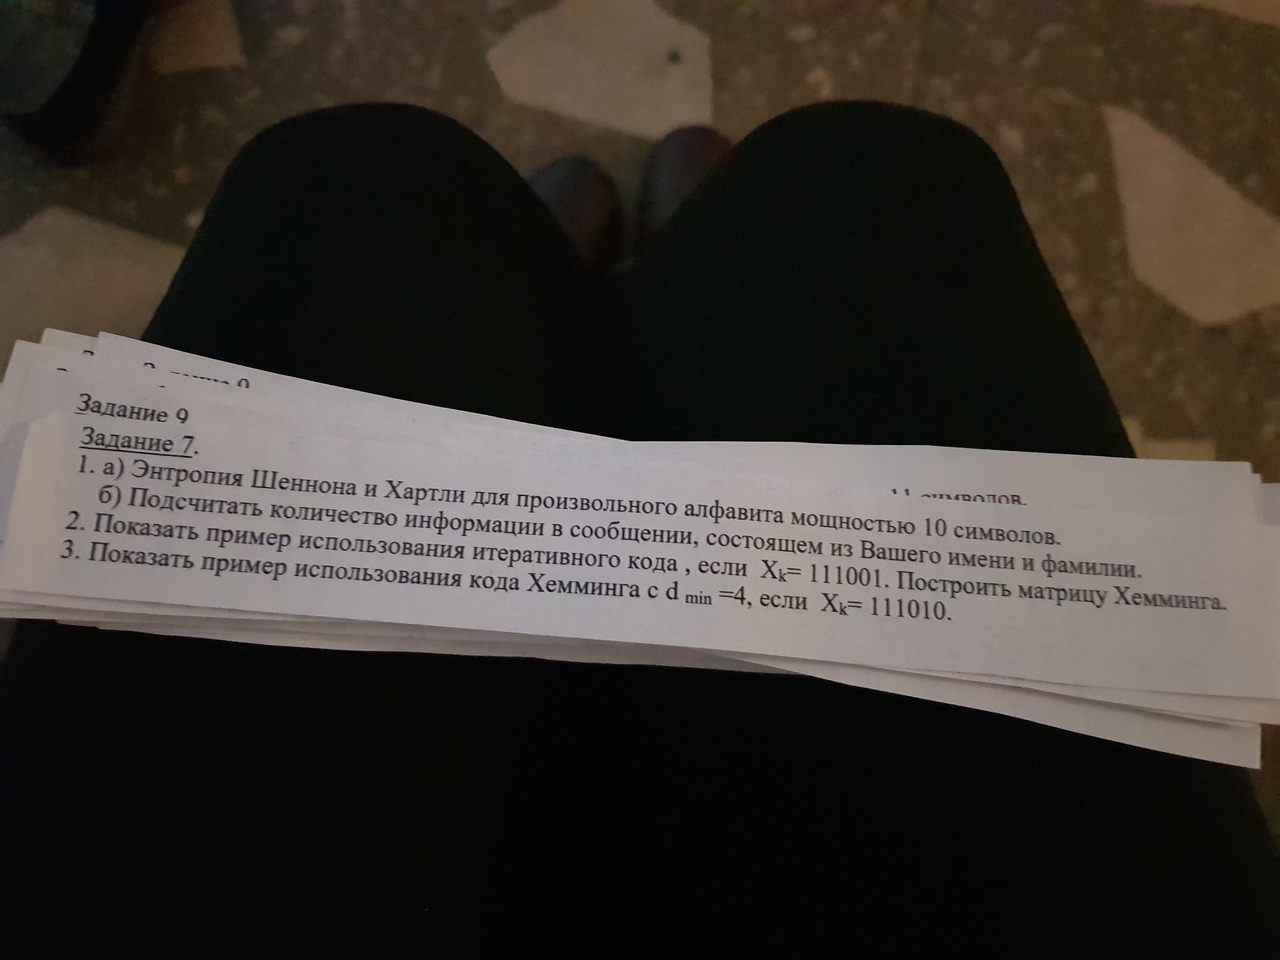 Задание 9
Задание 7.
11 символов.
1. а) Энтропия Шеннона и Хартли для произвольного алфавита мощностью 10 символов.
б) Подсчитать количество информации в сообщении, состоящем из Вашего имени и фамилии.
2. Показать пример использования итеративного кода , если Xk= 111001. Построить матрицу Хемминга.
3. Показать пример использования кода Хемминга с d min =4, если Xk= 111010.